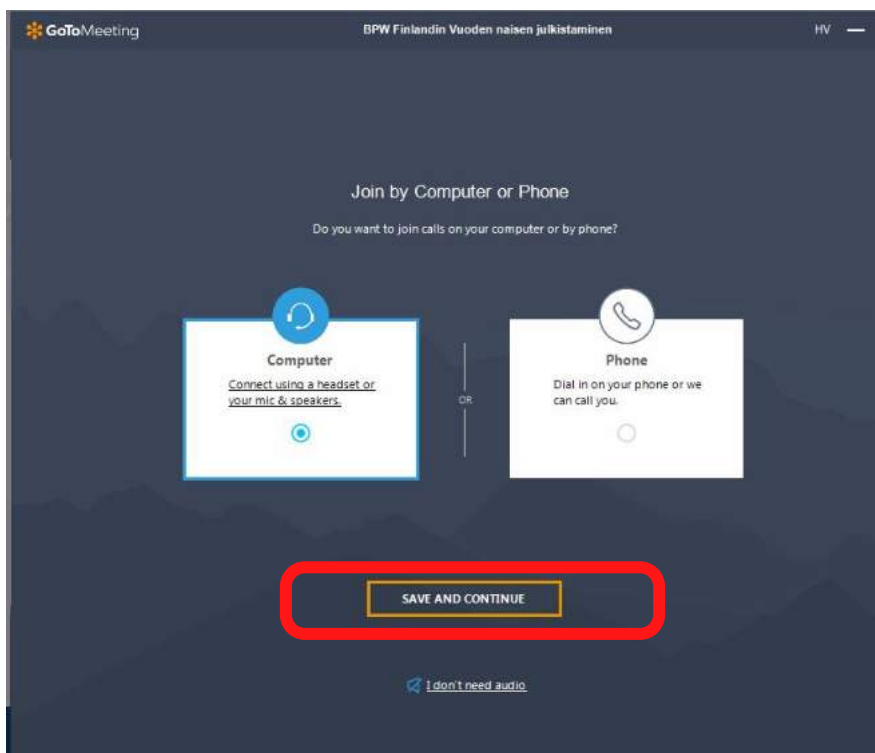 GoToMeeting
BPW Finlandin Vuoden naisen julkistaminen
HV
Join by Computer or Phone
Do you want to join calls on your computer or by phone?
Computer
Connect using a headset or
your mic & speakers.
OR
Phone
Dial in on your phone or we
can call you.
SAVE AND CONTINUE
I don't need audio